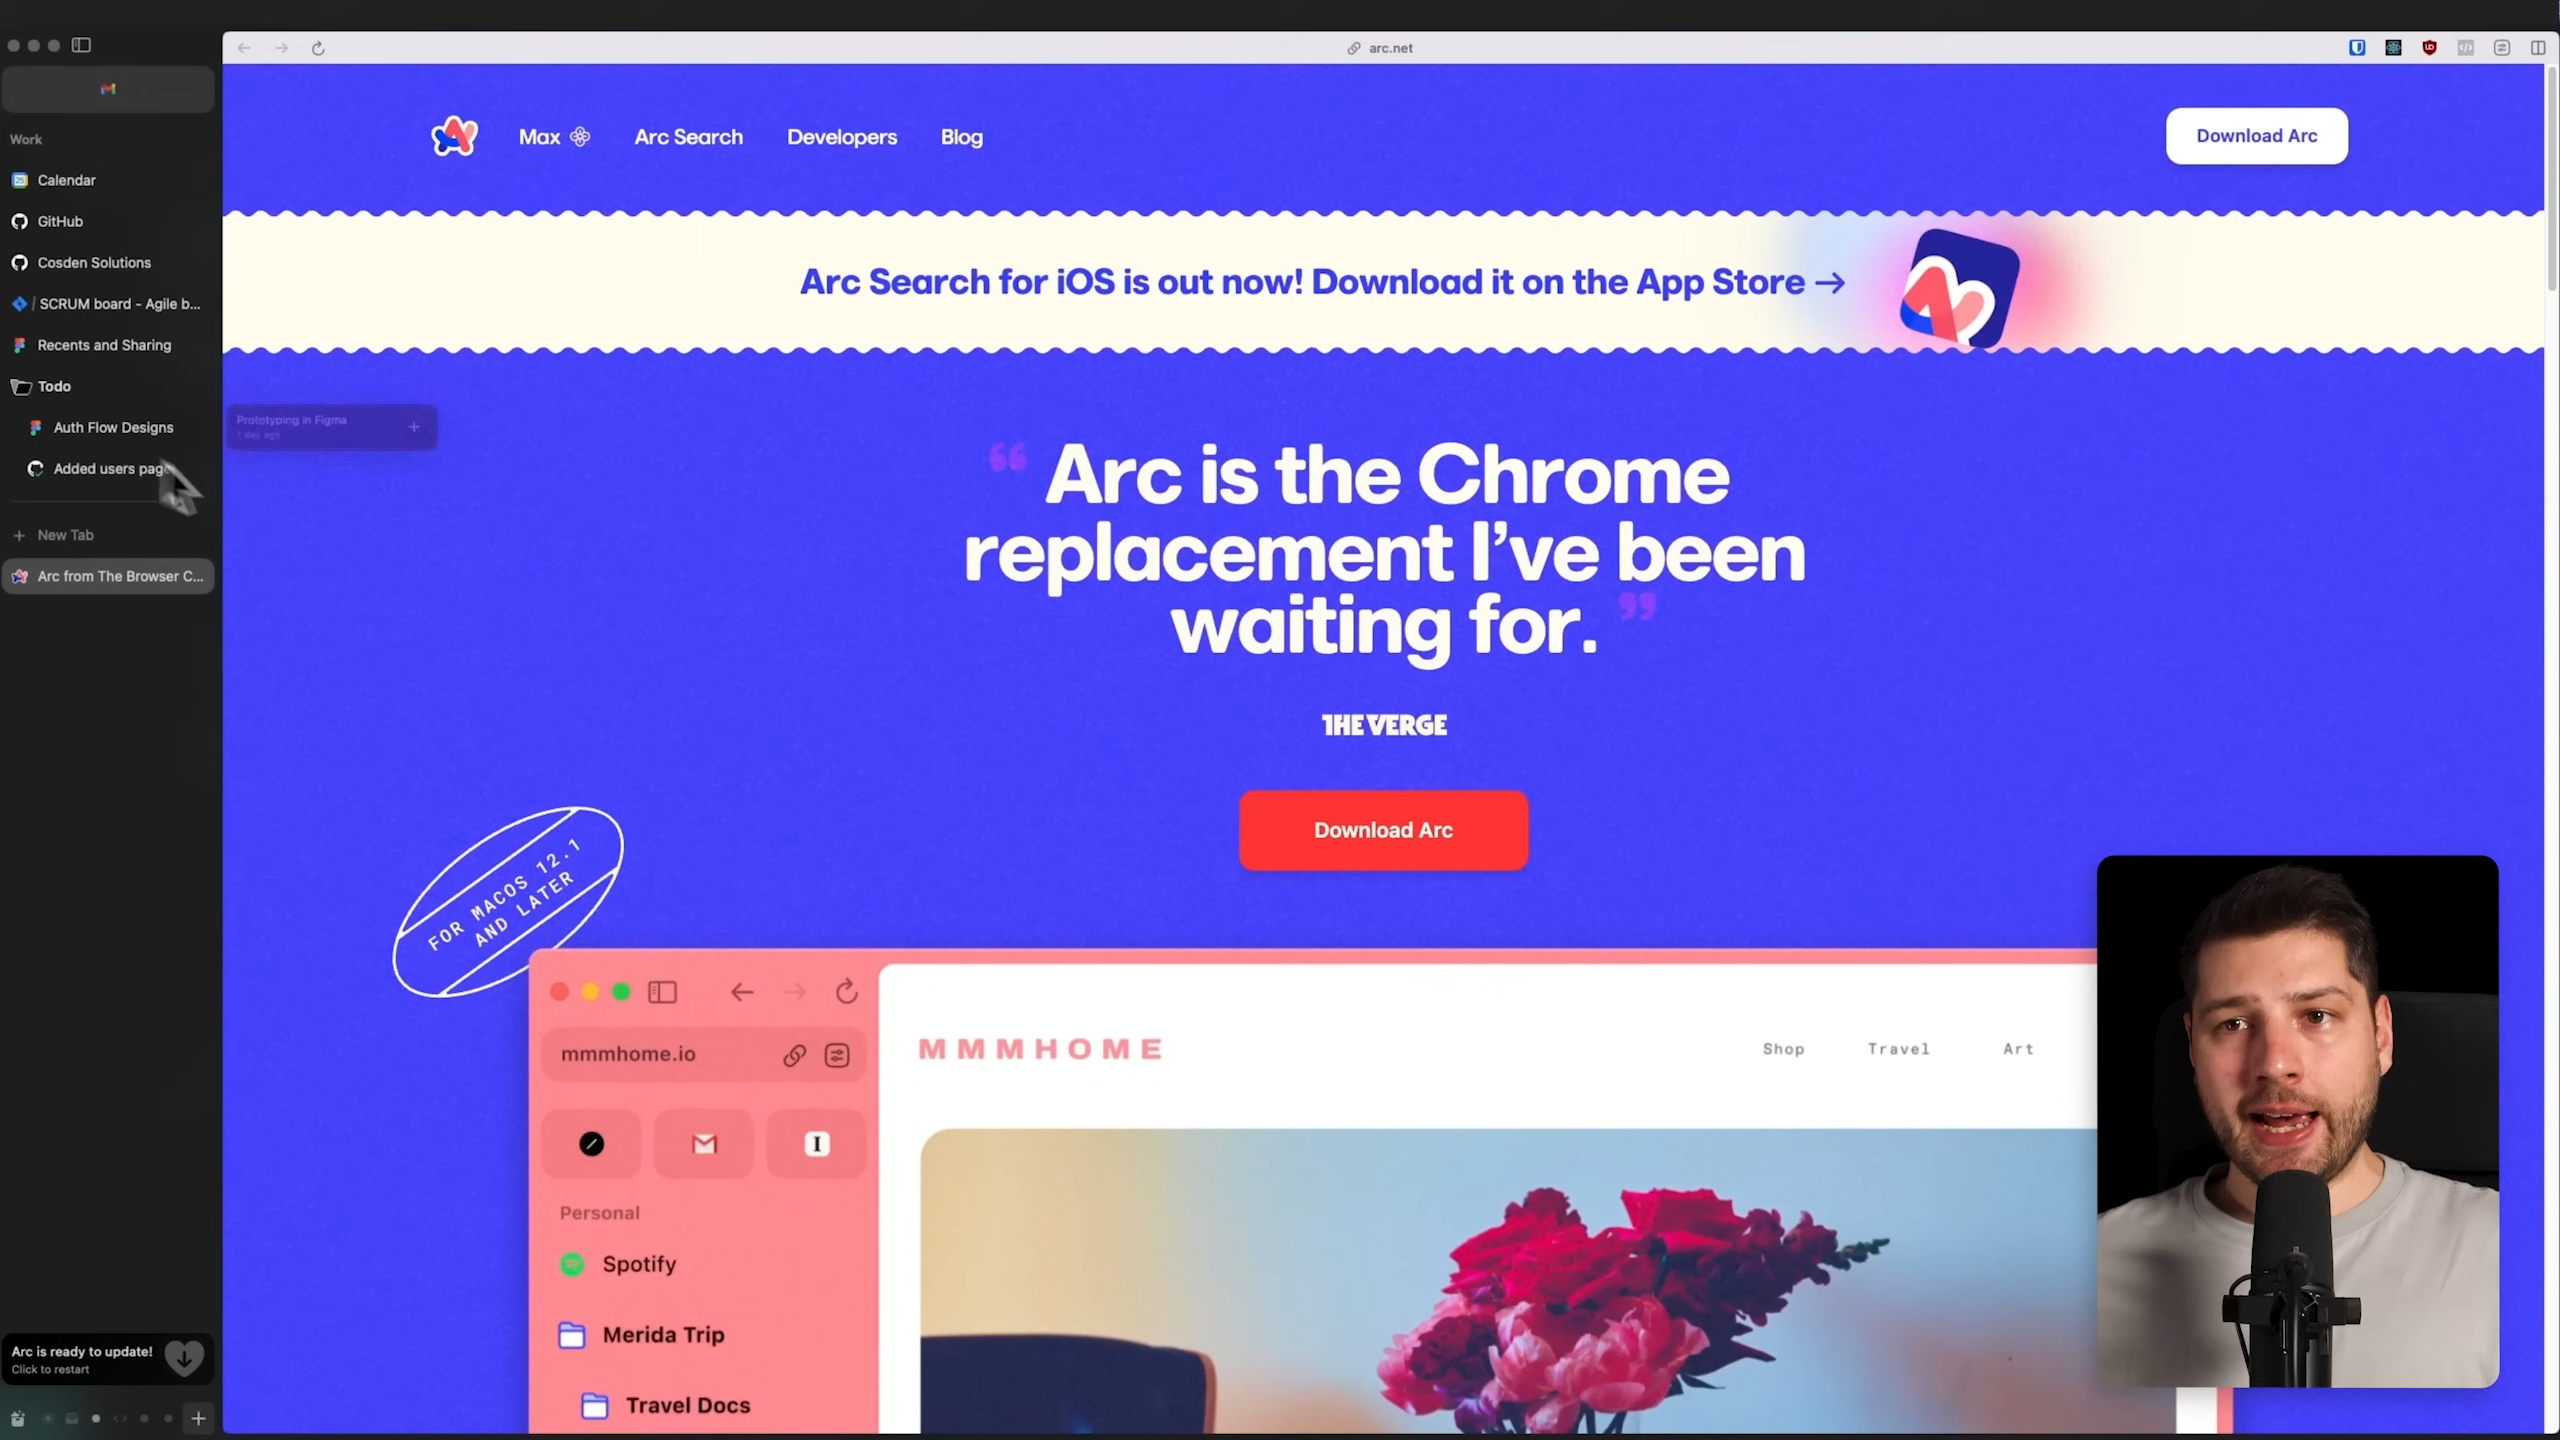 arc.net
Work
Calendar
GitHub
Cosden Solutions
/ SCRUM board - Agile b...
Recents and Sharing
Todo
Auth Flow Designs
Added users page
New Tab
Arc from The Browser C...
Arc is ready to update!
Click to restart
Max
Arc Search
Developers
Blog
Download Arc
Arc Search for iOS is out now! Download it on the App Store →
Prototyping in Figma
1 day ago
“ Arc is the Chrome
replacement I’ve been
waiting for. ”
THE VERGE
Download Arc
FOR MACOS 12.1
AND LATER
mmmhome.io
Personal
Spotify
Merida Trip
Travel Docs
MMMHOME
Shop
Travel
Art